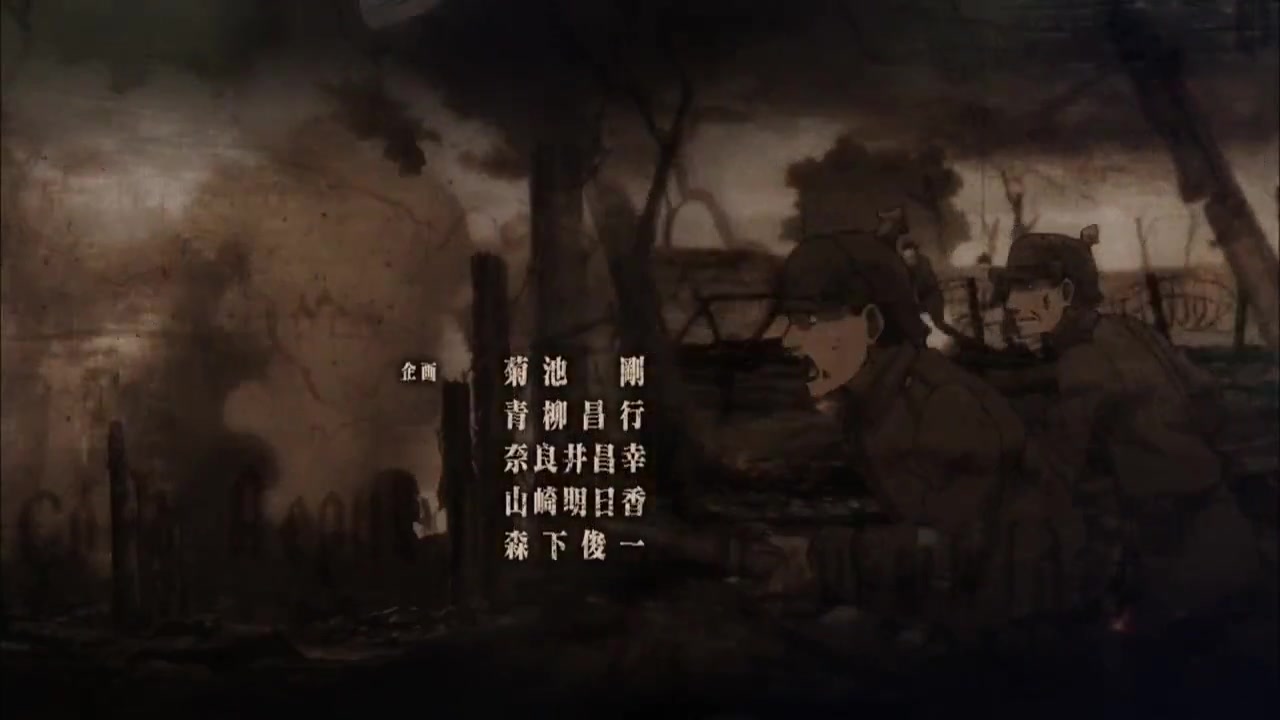 企画 菊池 剛
青柳昌行
奈良井昌幸
山崎明日香
森下俊一